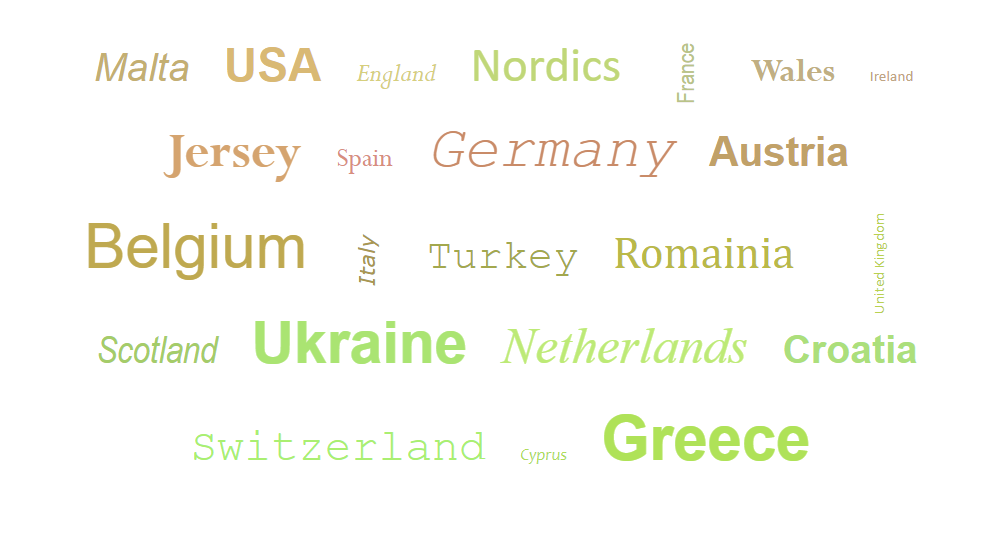 Malta USA England Nordics France Wales Ireland
Jersey Spain Germany Austria
Belgium Italy Turkey Romainia United Kingdom
Scotland Ukraine Netherlands Croatia
Switzerland Cyprus Greece